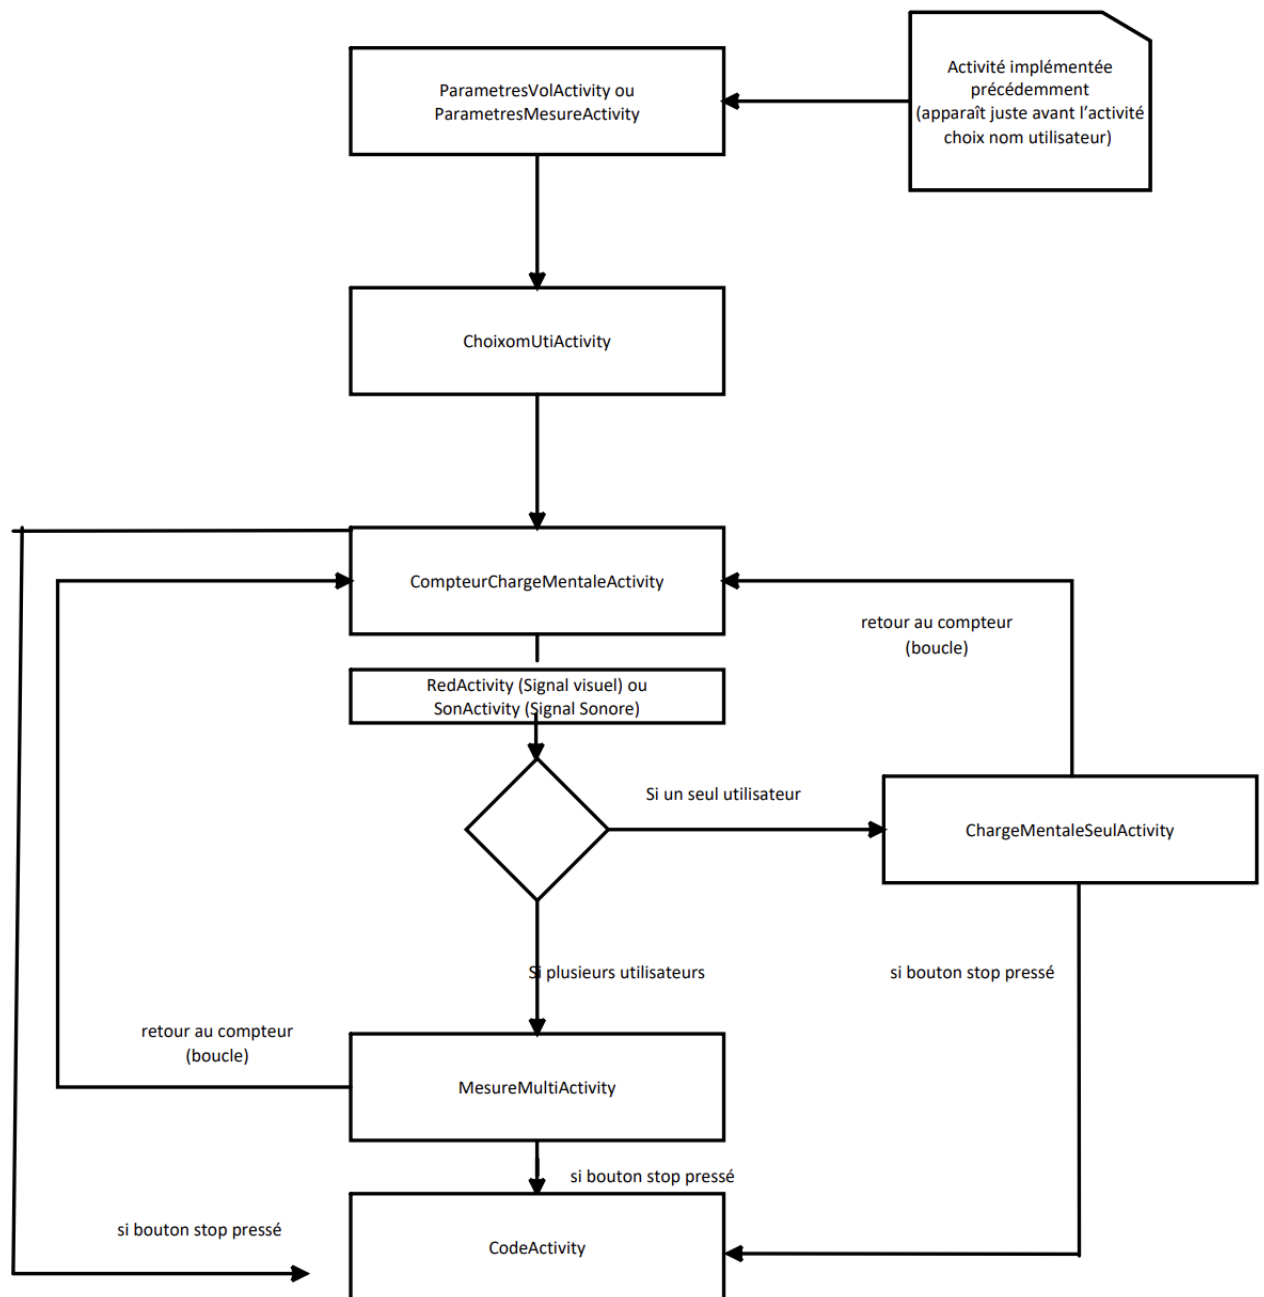 ParametresVolActivity ou
ParametresMesureActivity
Activité implémentée
précédemment
(apparaît juste avant l’activité
choix nom utilisateur)
ChoixomUtiActivity
CompteurChargeMentaleActivity
retour au compteur
(boucle)
RedActivity (Signal visuel) ou
SonActivity (Signal Sonore)
Si un seul utilisateur
ChargeMentaleSeulActivity
Si plusieurs utilisateurs
si bouton stop pressé
retour au compteur
(boucle)
MesureMultiActivity
si bouton stop pressé
si bouton stop pressé
CodeActivity